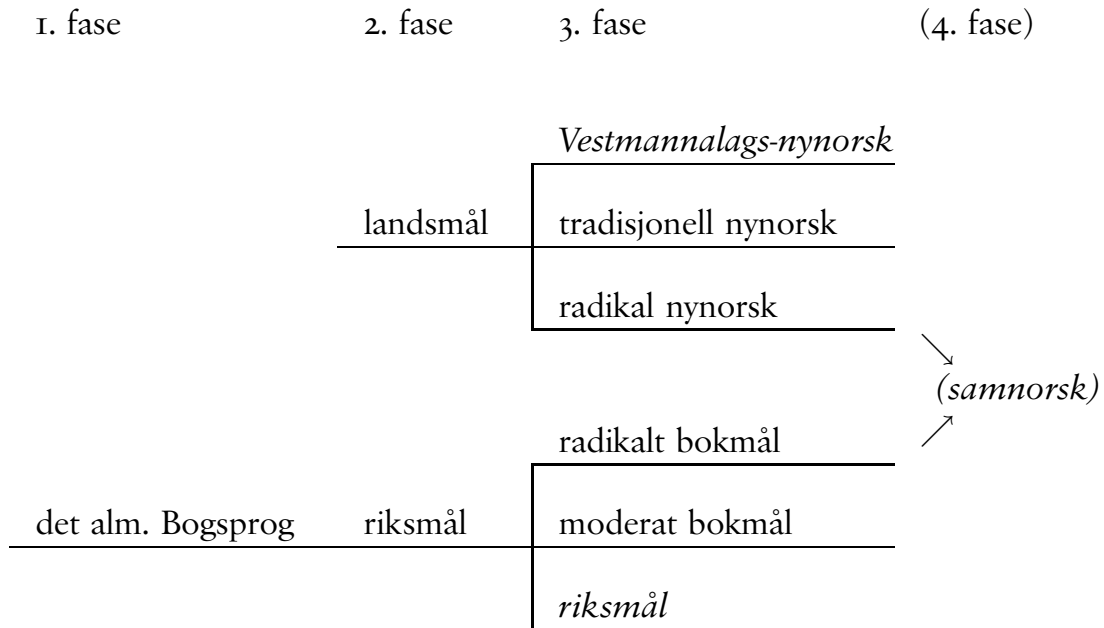 1. fase 2. fase 3. fase (4. fase)
Vestmannalags-nynorsk
landsmål tradisjonell nynorsk
radikal nynorsk
(samnorsk)
radikalt bokmål
det alm. Bogsprog riksmål moderat bokmål
riksmål